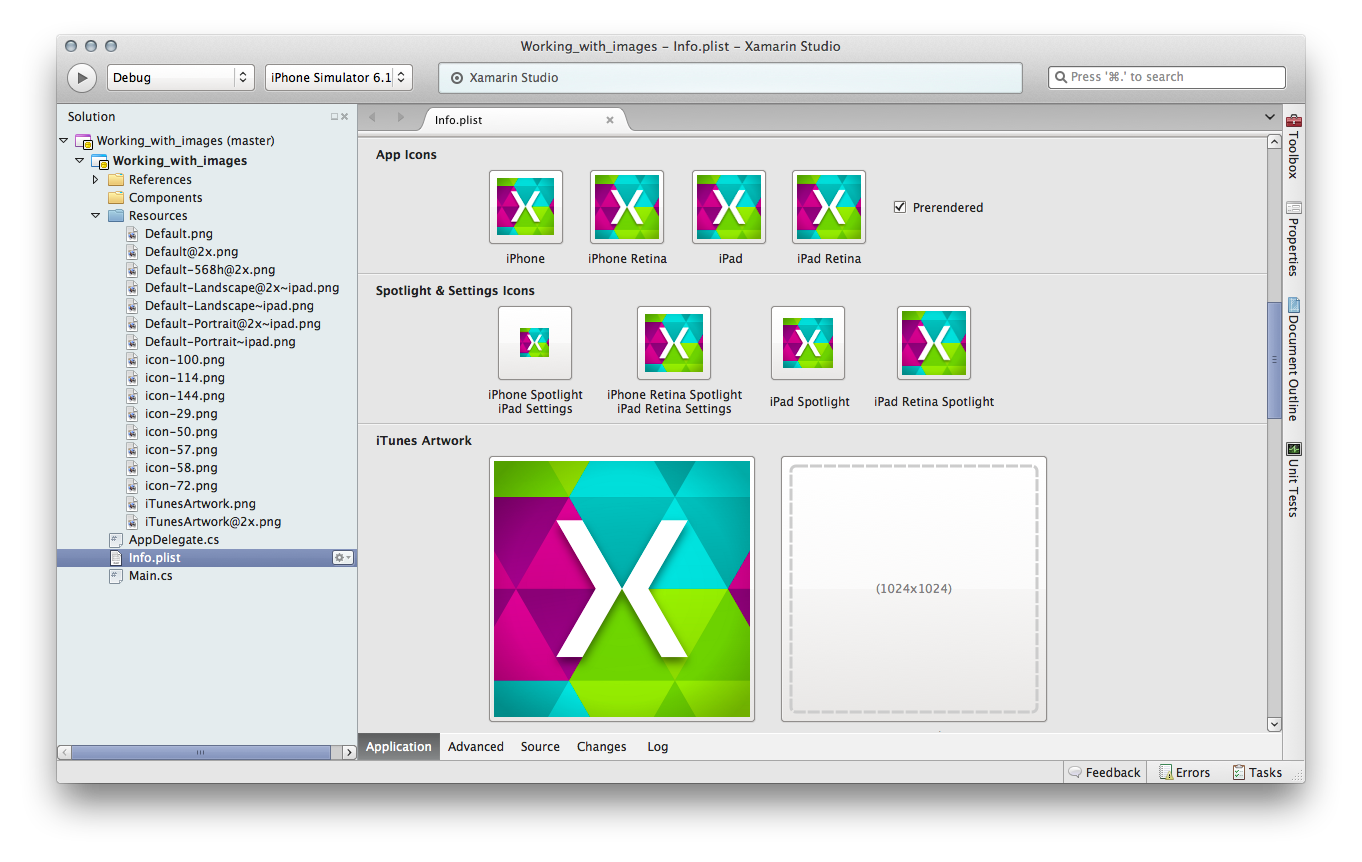 Working_with_images – Info.plist – Xamarin Studio
Debug
iPhone Simulator 6.1
Xamarin Studio
Press '⌘.' to search
Solution
Working_with_images (master)
Working_with_images
References
Components
Resources
Default.png
Default@2x.png
Default-568h@2x.png
Default-Landscape@2x~ipad.png
Default-Landscape~ipad.png
Default-Portrait@2x~ipad.png
Default-Portrait~ipad.png
icon-100.png
icon-114.png
icon-144.png
icon-29.png
icon-50.png
icon-57.png
icon-58.png
icon-72.png
iTunesArtwork.png
iTunesArtwork@2x.png
AppDelegate.cs
Info.plist
Main.cs
Info.plist
App Icons
X X X X
Prerendered
iPhone iPhone Retina iPad iPad Retina
Spotlight & Settings Icons
X X X X
iPhone Spotlight iPhone Retina Spotlight iPad Spotlight iPad Retina Spotlight
iPad Settings iPad Retina Settings
iTunes Artwork
X
(1024x1024)
Application Advanced Source Changes Log
Toolbox
Properties
Document Outline
Unit Tests
Feedback Errors Tasks